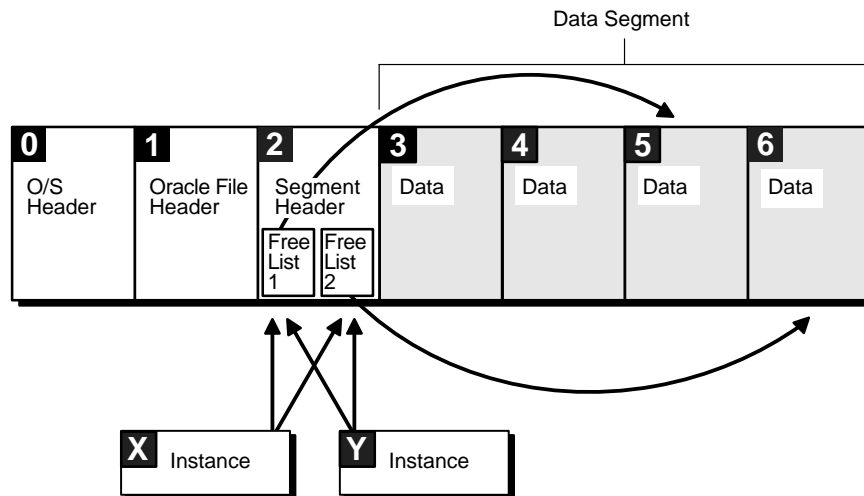 Data Segment
0
O/S
Header
1
Oracle File
Header
2
Segment
Header
Free
List
1
Free
List
2
3
Data
4
Data
5
Data
6
Data
X
Instance
Y
Instance